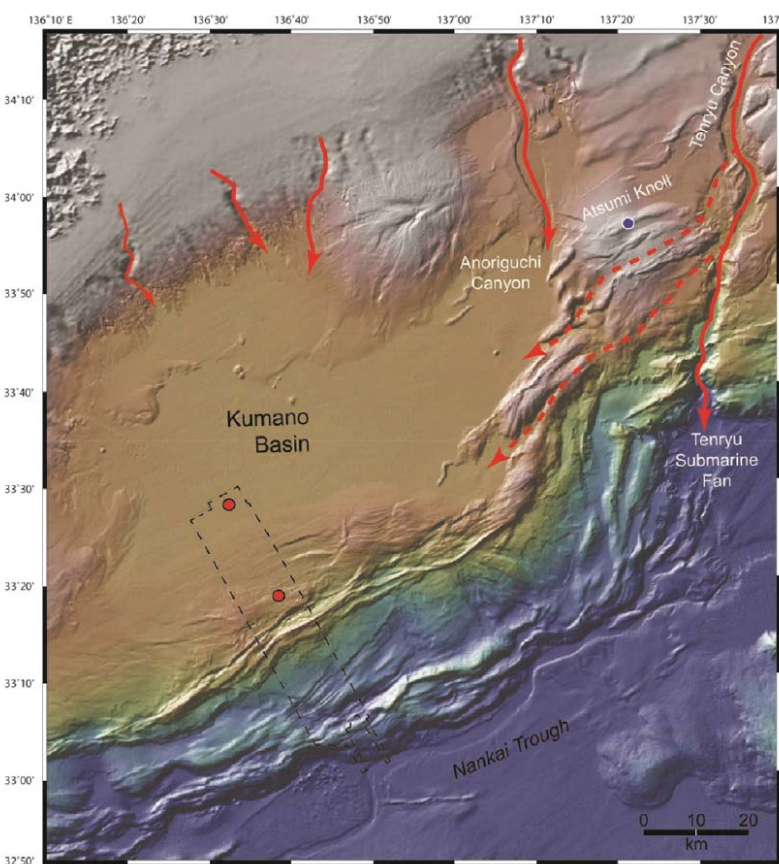 136˚10' E
136˚20'
136˚30'
136˚40'
136˚50'
137˚00'
137˚10'
137˚20'
137˚30'
34˚10'
34˚00'
33˚50'
33˚40'
33˚30'
33˚20'
33˚10'
33˚00'
32˚50'
Tenryu Canyon
Atsumi Knoll
Anoriguchi
Canyon
Kumano
Basin
Tenryu
Submarine
Fan
Nankai Trough
0 10 20
km